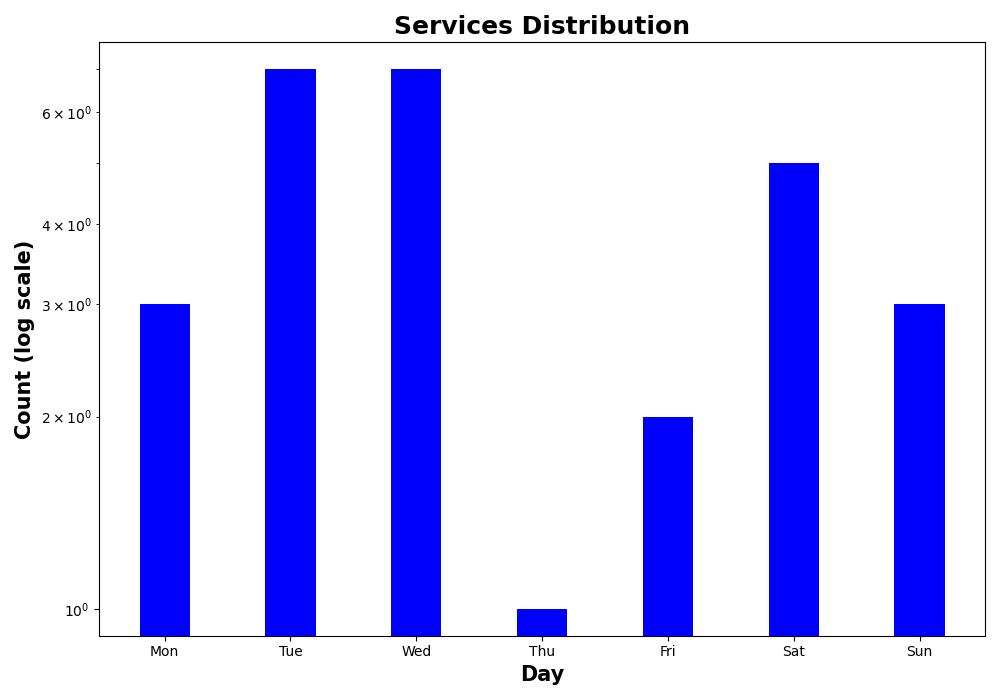 Services Distribution
Count (log scale)
6 × 10⁰
4 × 10⁰
3 × 10⁰
2 × 10⁰
10⁰
Mon Tue Wed Thu Fri Sat Sun
Day